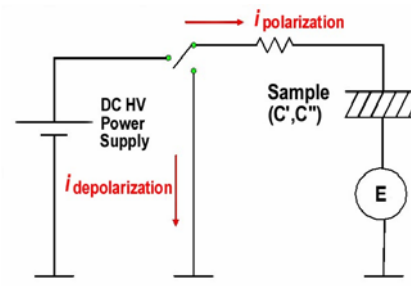 i polarization
DC HV
Power
Supply
Sample
(C',C")
i depolarization
E